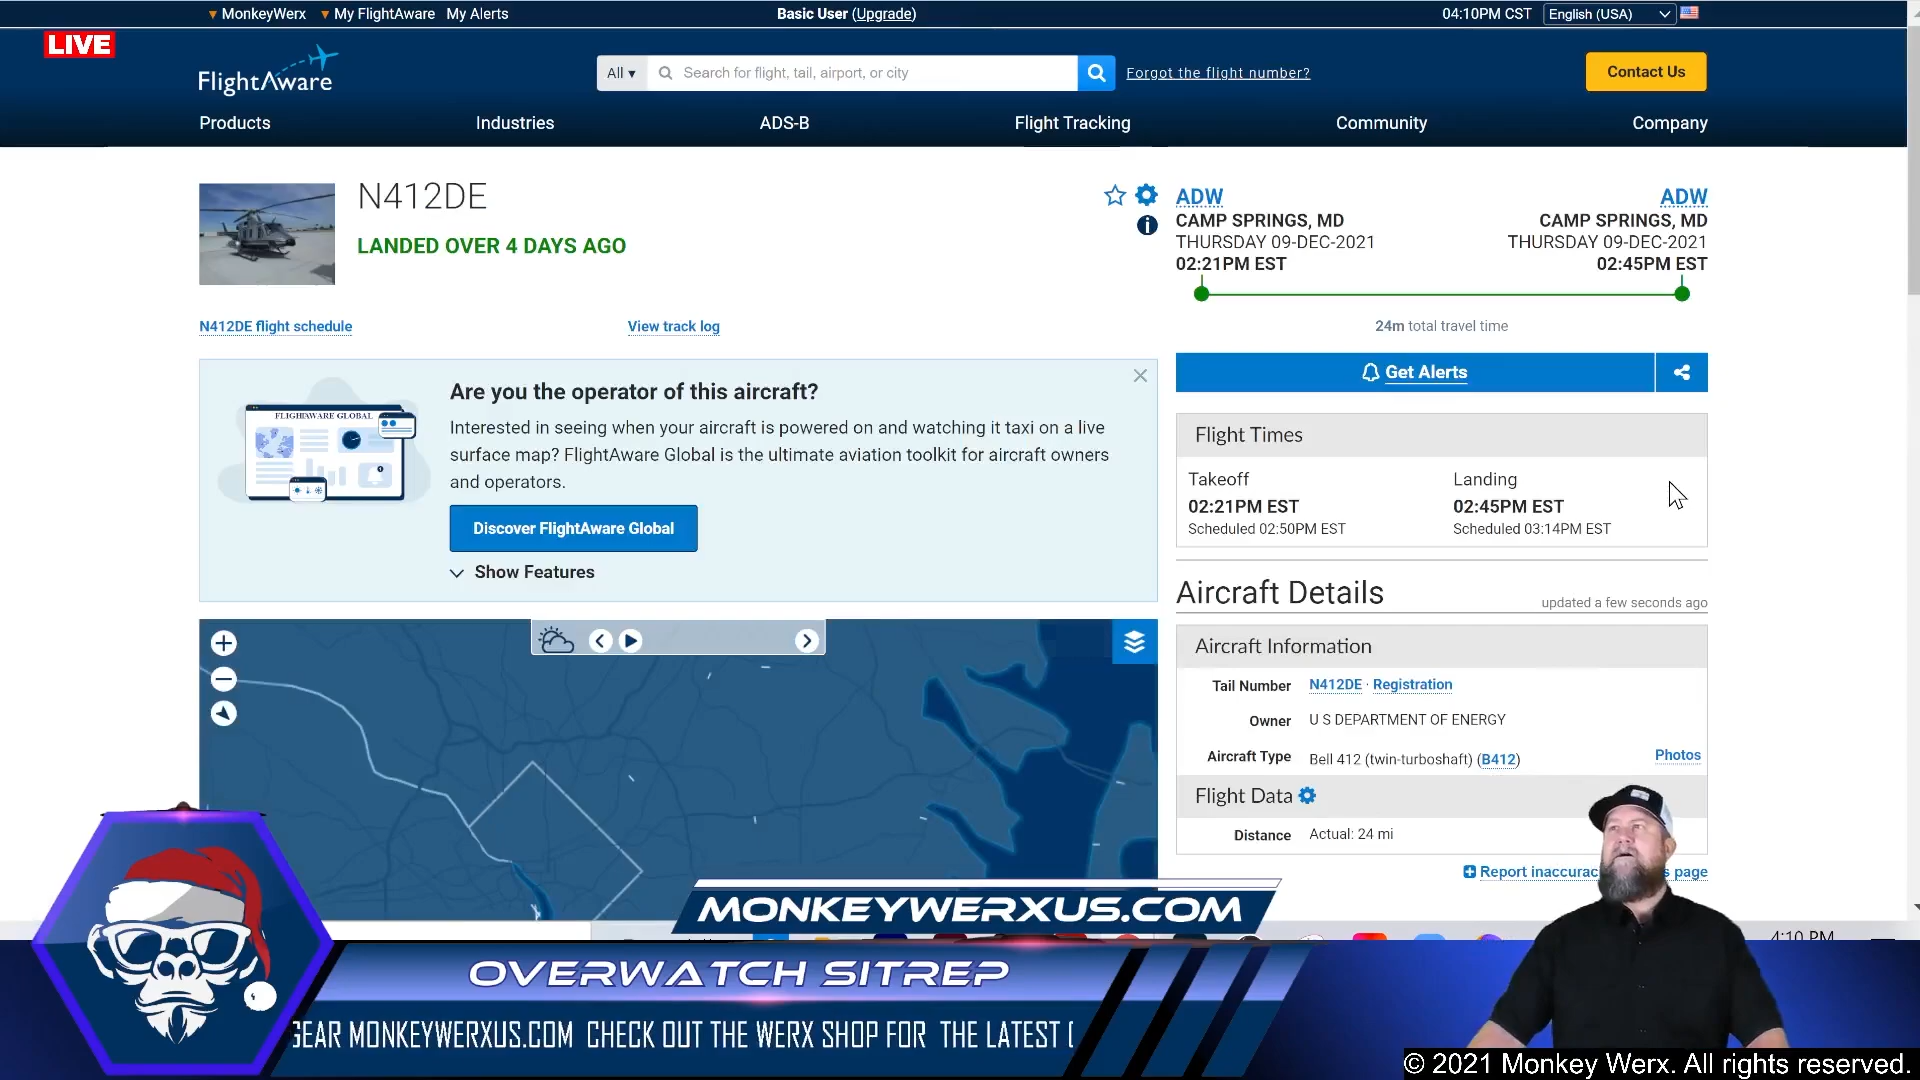 ▾ MonkeyWerx ▾ My FlightAware My Alerts
Basic User (Upgrade)
04:10PM CST English (USA)
LIVE
FlightAware
All ▾ Search for flight, tail, airport, or city
Forgot the flight number?
Contact Us
Products Industries ADS-B Flight Tracking Community Company
N412DE
LANDED OVER 4 DAYS AGO
N412DE flight schedule
View track log
ADW
CAMP SPRINGS, MD
THURSDAY 09-DEC-2021
02:21PM EST
ADW
CAMP SPRINGS, MD
THURSDAY 09-DEC-2021
02:45PM EST
24m total travel time
Get Alerts
FLIGHTAWARE GLOBAL
Are you the operator of this aircraft?
Interested in seeing when your aircraft is powered on and watching it taxi on a live
surface map? FlightAware Global is the ultimate aviation toolkit for aircraft owners
and operators.
Discover FlightAware Global
Show Features
Flight Times
Takeoff
02:21PM EST
Scheduled 02:50PM EST
Landing
02:45PM EST
Scheduled 03:14PM EST
Aircraft Details
updated a few seconds ago
Aircraft Information
Tail Number N412DE · Registration
Owner U S DEPARTMENT OF ENERGY
Aircraft Type Bell 412 (twin-turboshaft) (B412) Photos
Flight Data
Distance Actual: 24 mi
Report page
MONKEYWERXUS.COM
OVERWATCH SITREP
GEAR MONKEYWERXUS.COM CHECK OUT THE WERX SHOP FOR THE LATEST
4:10 PM
© 2021 Monkey Werx. All rights reserved.